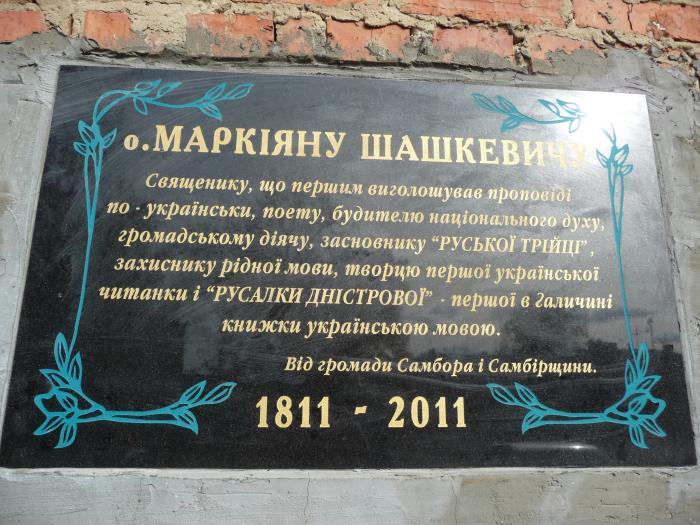 о.МАРКІЯНУ ШАШКЕВИЧУ
Священику, що першим виголошував проповіді
по - українськи, поету, будителю національного духу,
громадському діячу, засновнику "РУСЬКОЇ ТРІЙЦІ",
захиснику рідної мови, творцю першої української
читанки і "РУСАЛКИ ДНІСТРОВОЇ" - першої в Галичині
книжки українською мовою.
Від громади Самбора і Самбірщини.
1811 - 2011